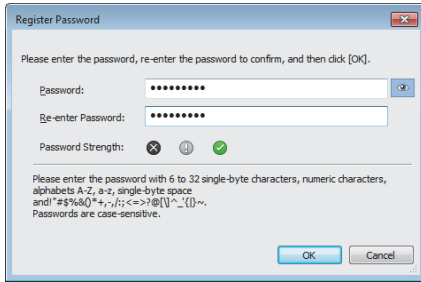 Register Password
Please enter the password, re-enter the password to confirm, and then click [OK].
Password:
Re-enter Password:
Password Strength:
Please enter the password with 6 to 32 single-byte characters, numeric characters,
alphabets A-Z, a-z, single-byte space
and!"#$%&()*+,-,/:;<=>?@[\]^_'{|}~.
Passwords are case-sensitive.
OK
Cancel